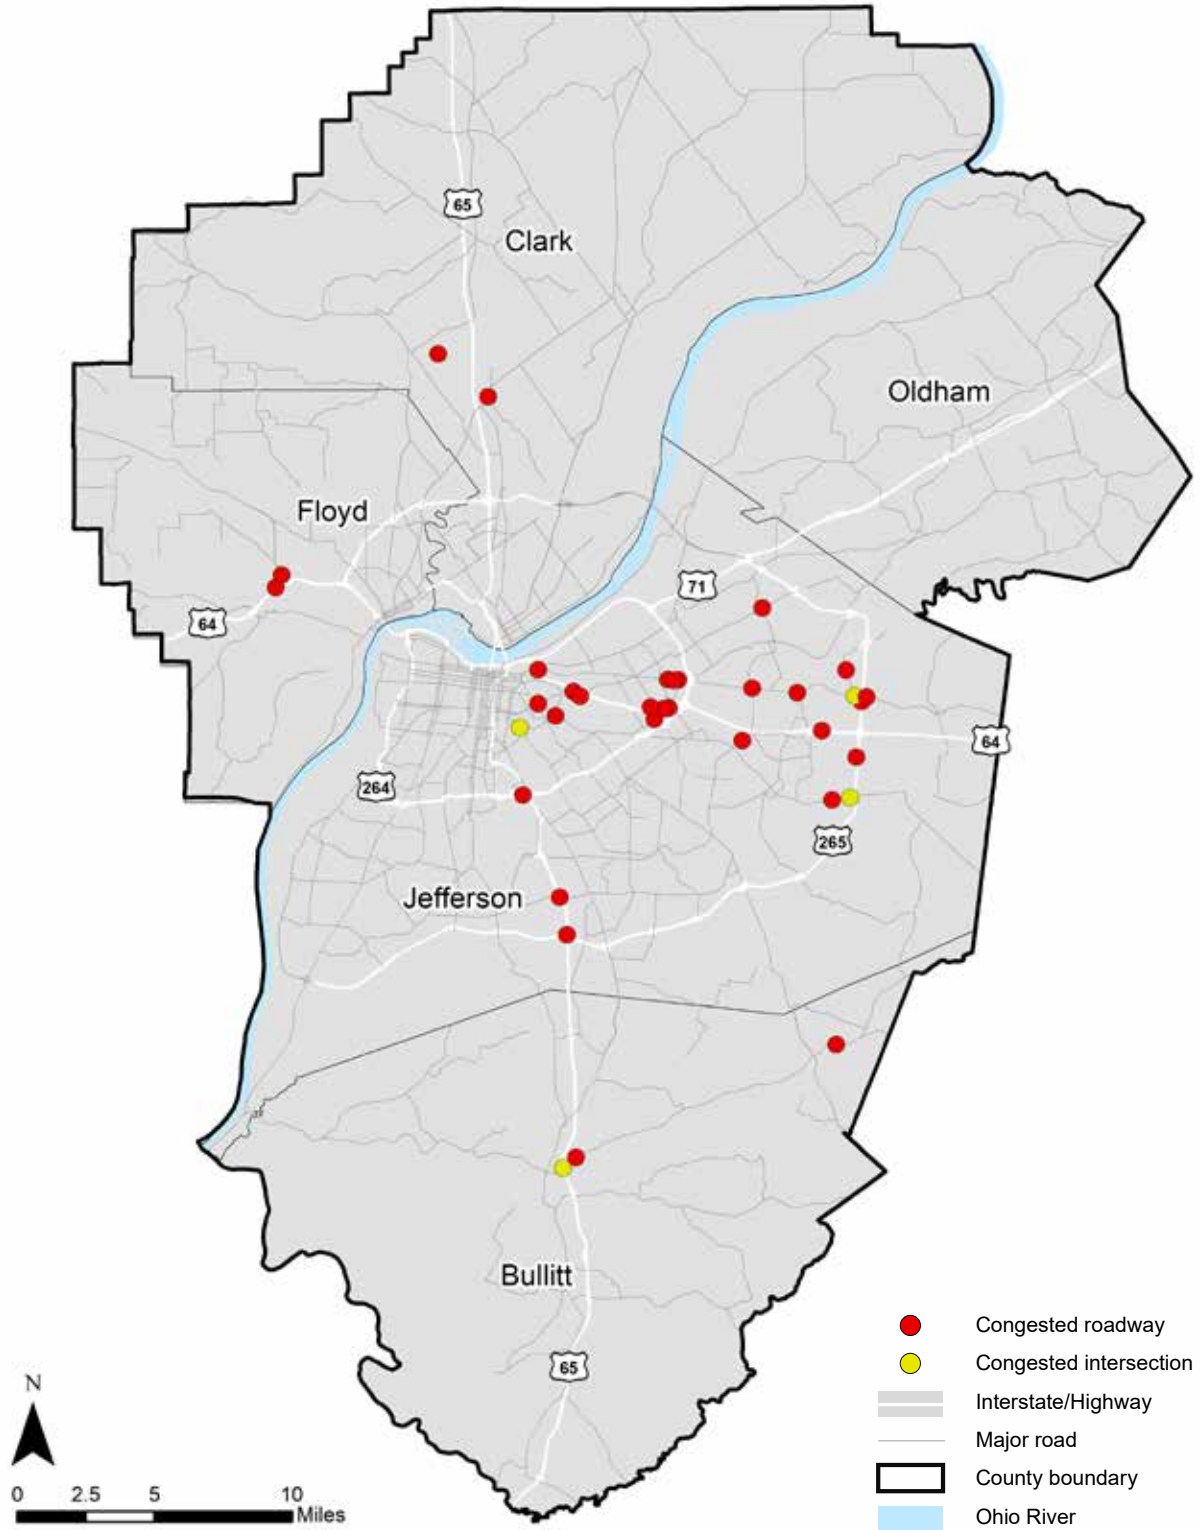 65
Clark
Oldham
Floyd
71
64
64
264
265
Jefferson
Bullitt
65
Congested roadway
Congested intersection
Interstate/Highway
Major road
County boundary
Ohio River
N
0 2.5 5 10
Miles